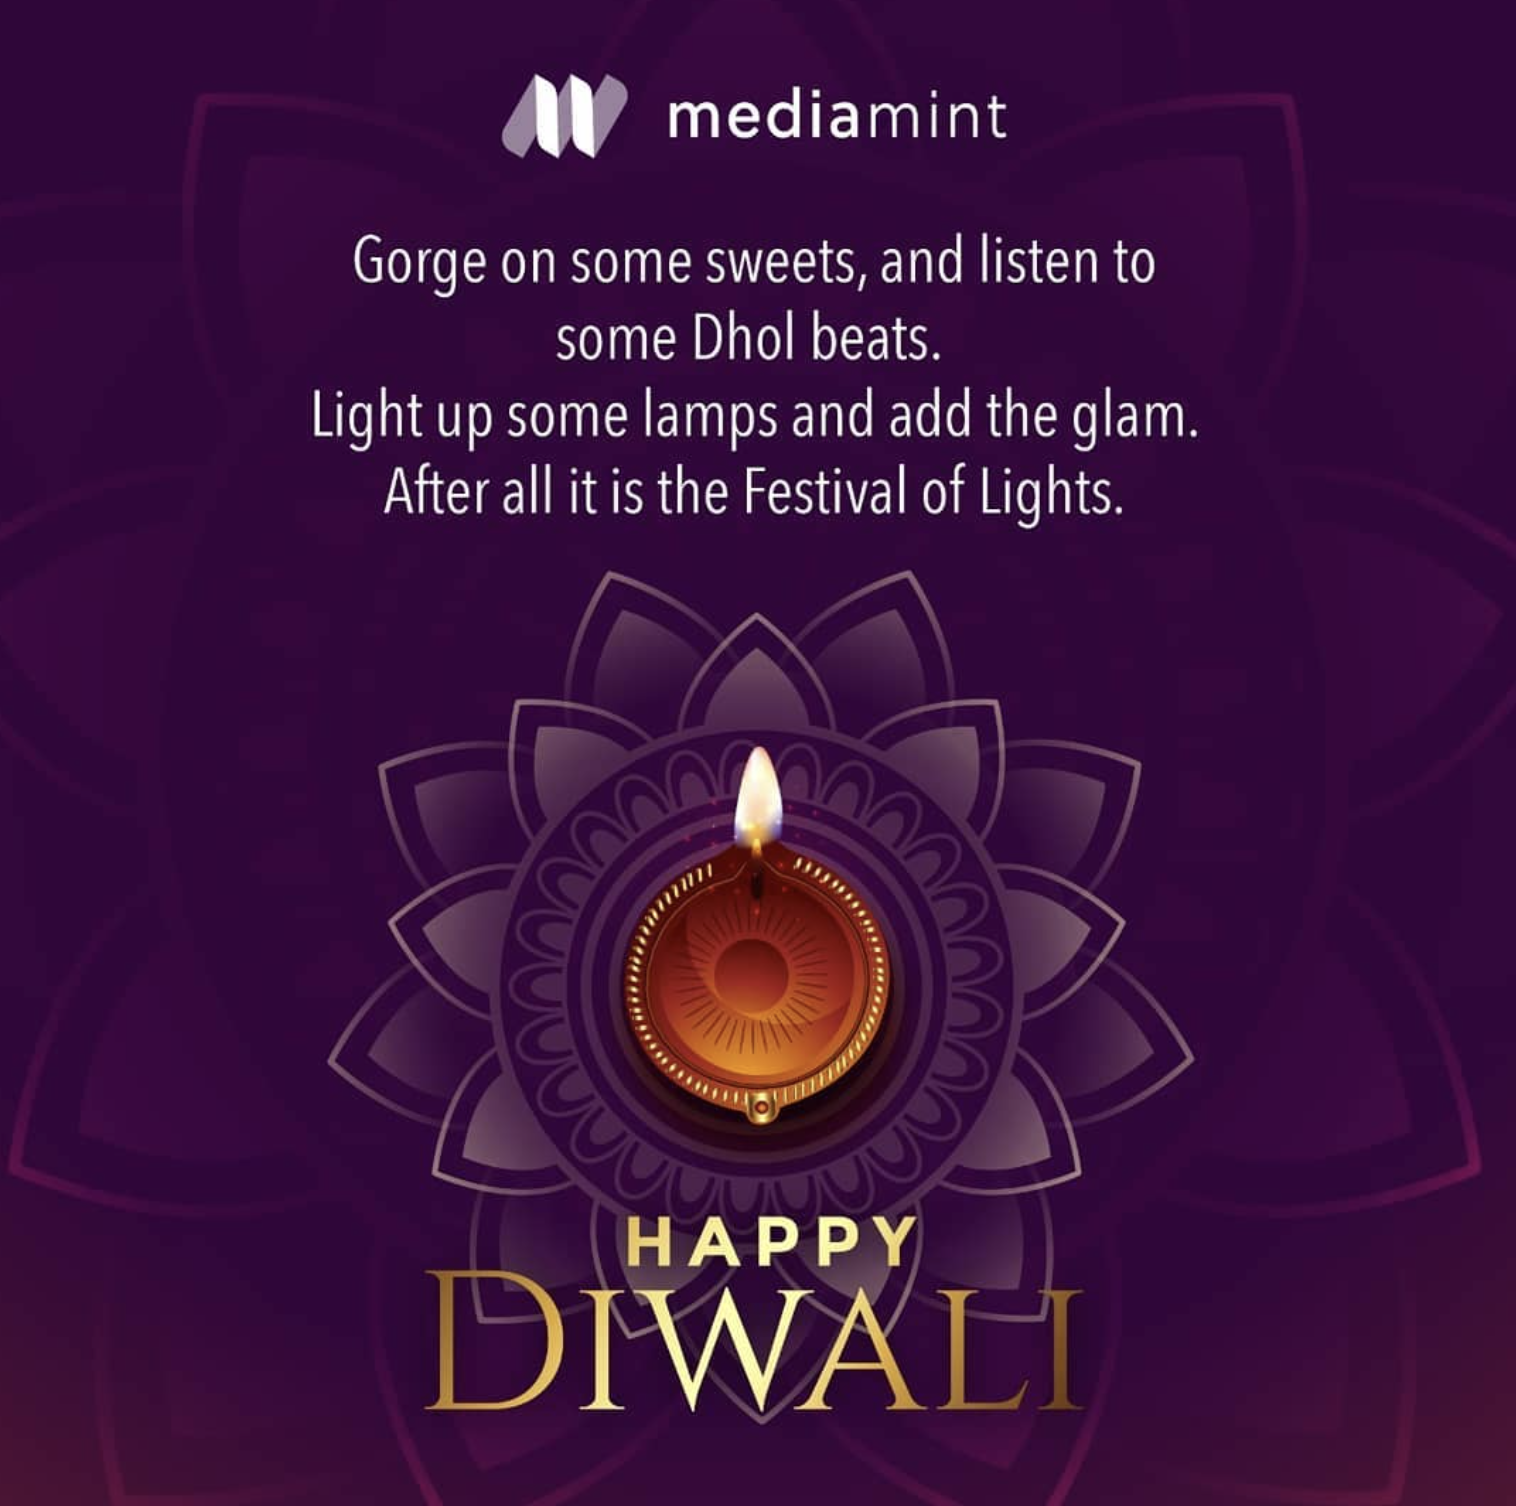 mediamint
Gorge on some sweets, and listen to
some Dhol beats.
Light up some lamps and add the glam.
After all it is the Festival of Lights.
HAPPY
DIWALI